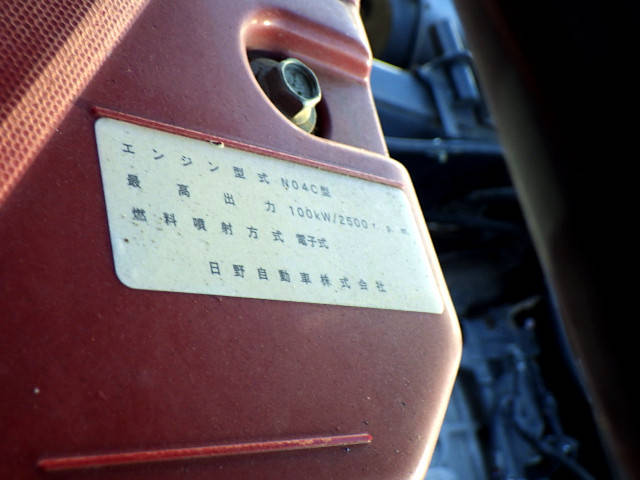 エンジン型式 N04C型
最高出力 100kW/2500r.p.m
燃料噴射方式 電子式
日野自動車株式会社